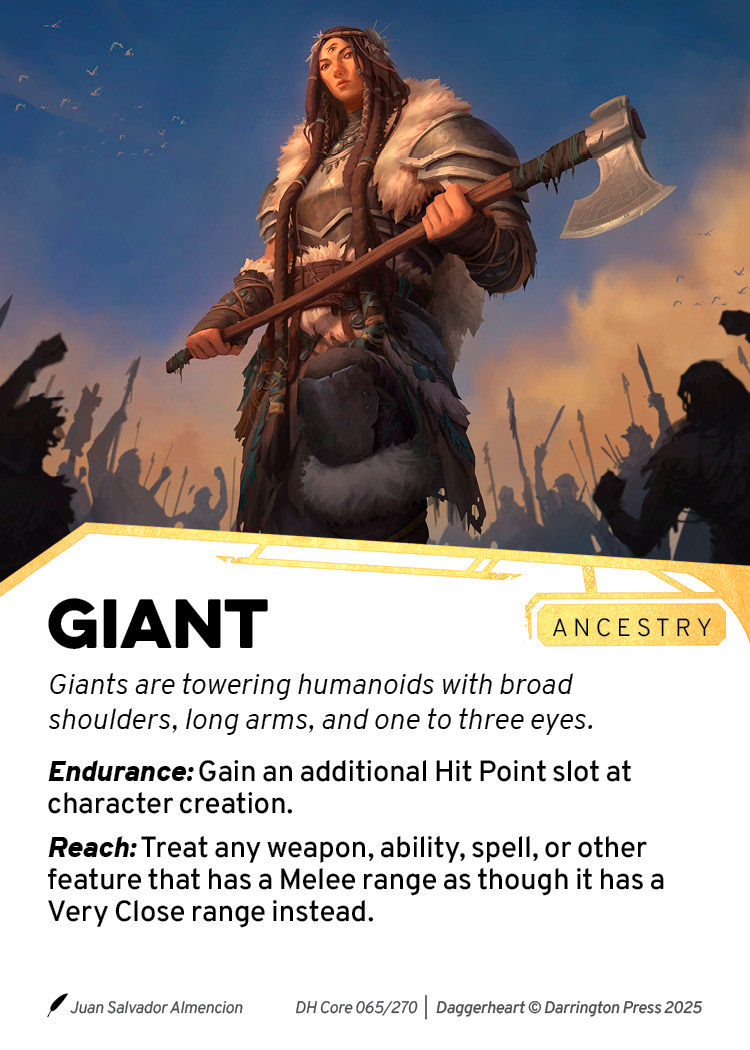 GIANT
ANCESTRY
Giants are towering humanoids with broad
shoulders, long arms, and one to three eyes.
Endurance: Gain an additional Hit Point slot at
character creation.
Reach: Treat any weapon, ability, spell, or other
feature that has a Melee range as though it has a
Very Close range instead.
Juan Salvador Almencion
DH Core 065/270 | Daggerheart © Darrington Press 2025